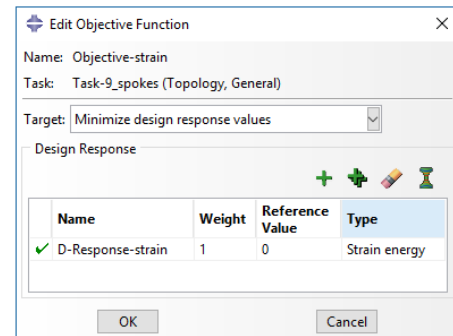 Edit Objective Function
Name: Objective-strain
Task: Task-9_spokes (Topology, General)
Target: Minimize design response values
Design Response
Name Weight Reference Value Type
D-Response-strain 1 0 Strain energy
OK Cancel